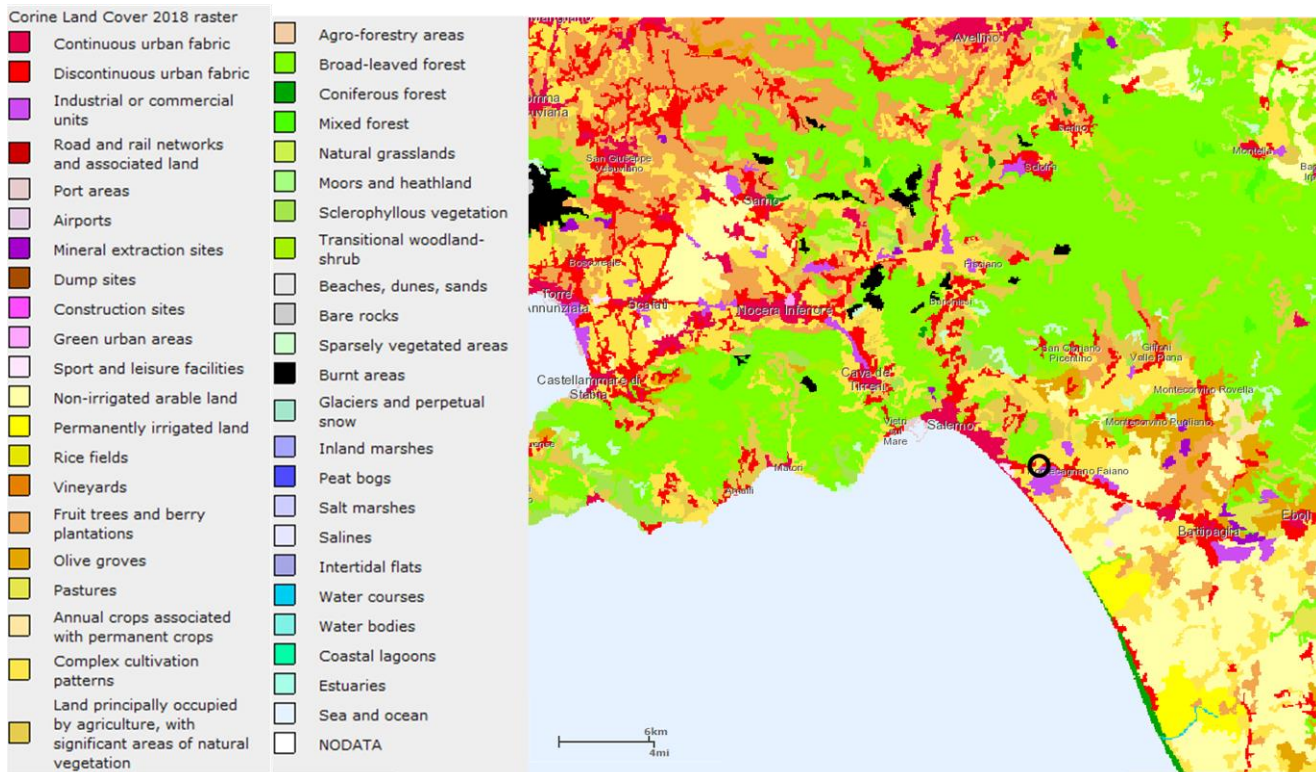 Corine Land Cover 2018 raster
Continuous urban fabric
Discontinuous urban fabric
Industrial or commercial
units
Road and rail networks
and associated land
Port areas
Airports
Mineral extraction sites
Dump sites
Construction sites
Green urban areas
Sport and leisure facilities
Non-irrigated arable land
Permanently irrigated land
Rice fields
Vineyards
Fruit trees and berry
plantations
Olive groves
Pastures
Annual crops associated
with permanent crops
Complex cultivation
patterns
Land principally occupied
by agriculture, with
significant areas of natural
vegetation
Agro-forestry areas
Broad-leaved forest
Coniferous forest
Mixed forest
Natural grasslands
Moors and heathland
Sclerophyllous vegetation
Transitional woodland-
shrub
Beaches, dunes, sands
Bare rocks
Sparsely vegetated areas
Burnt areas
Glaciers and perpetual
snow
Inland marshes
Peat bogs
Salt marshes
Salines
Intertidal flats
Water courses
Water bodies
Coastal lagoons
Estuaries
Sea and ocean
NODATA
Avellino
omma
uviana
San Giuseppe
Serino
Solofra
Montella
Sarno
Boscoreale
Fisciano
Torre
Annunziata
Scafati
Nocera Inferiore
San Cipriano
Picentino
Giffoni
Valle Piana
Castellammare di
Stabia
Cava de'
Tirreni
Montecorvino Rovella
Vietri
sul
Mare
Salerno
Montecorvino Pugliano
Maiori
ecagnano Faiano
Amalfi
Battipaglia
Eboli
6km
4mi